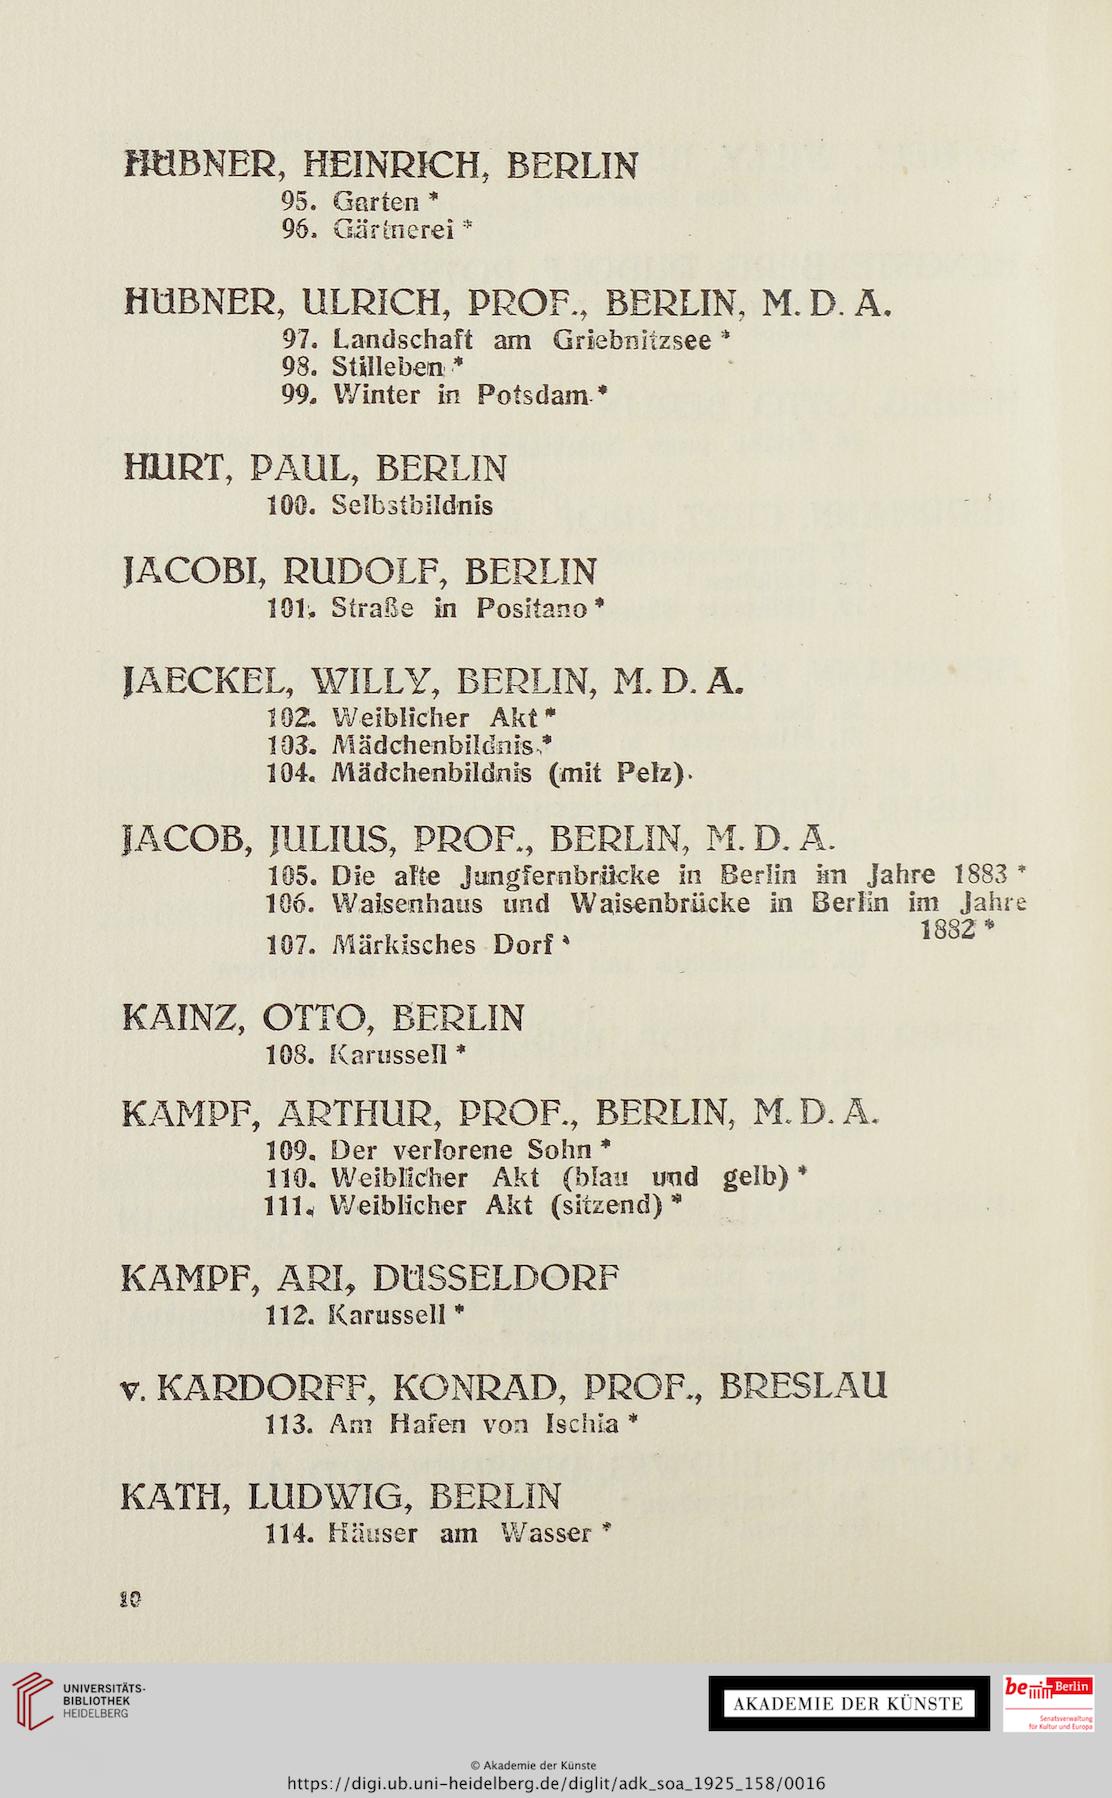 HÜBNER, HEINRICH, BERLIN
95. Garten *
96. Gärtnerei *
HÜBNER, ULRICH, PROF., BERLIN, M. D. A.
97. Landschaft am Griebnitzsee *
98. Stilleben *
99. Winter in Potsdam *
HURT, PAUL, BERLIN
100. Selbstbildnis
JACOBI, RUDOLF, BERLIN
101. Straße in Positano *
JAECKEL, WILLY, BERLIN, M. D. A.
102. Weiblicher Akt *
103. Mädchenbildnis *
104. Mädchenbildnis (mit Pelz).
JACOB, JULIUS, PROF., BERLIN, M. D. A.
105. Die alte Jungfernbrücke in Berlin im Jahre 1883 *
106. Waisenhaus und Waisenbrücke in Berlin im Jahre
1882 *
107. Märkisches Dorf *
KAINZ, OTTO, BERLIN
108. Karussell *
KAMPF, ARTHUR, PROF., BERLIN, M. D. A.
109. Der verlorene Sohn *
110. Weiblicher Akt (blau und gelb) *
111. Weiblicher Akt (sitzend) *
KAMPF, ARI, DÜSSELDORF
112. Karussell *
v. KARDORFF, KONRAD, PROF., BRESLAU
113. Am Hafen von Ischia *
KATH, LUDWIG, BERLIN
114. Häuser am Wasser *
10
UNIVERSITÄTS-
BIBLIOTHEK
HEIDELBERG
AKADEMIE DER KÜNSTE
be Berlin
Senatsverwaltung
für Kultur und Europa
© Akademie der Künste
https://digi.ub.uni-heidelberg.de/diglit/adk_soa_1925_158/0016